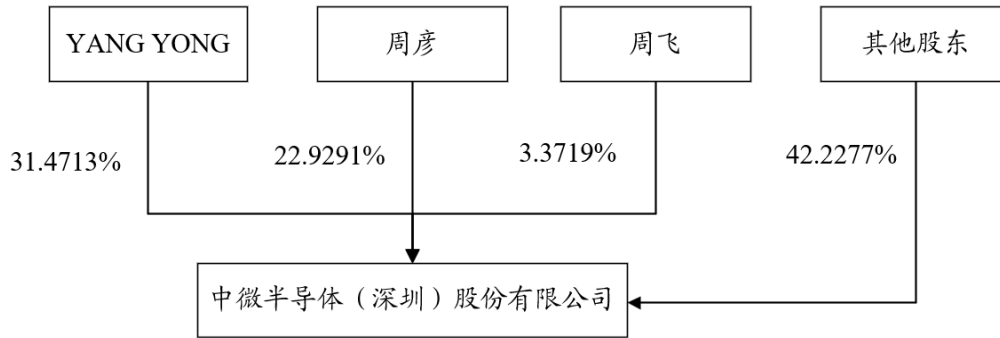 YANG YONG
周彦
周飞
其他股东
31.4713%
22.9291%
3.3719%
42.2277%
中微半导体（深圳）股份有限公司